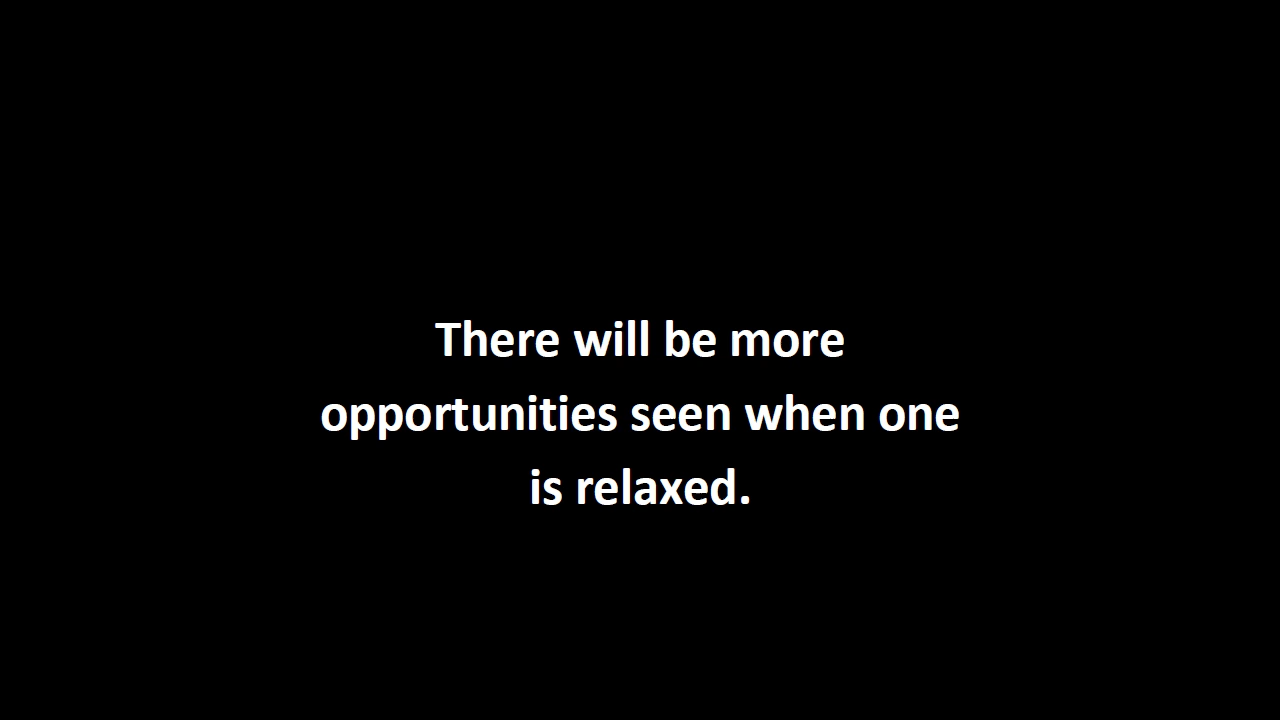 There will be more
opportunities seen when one
is relaxed.